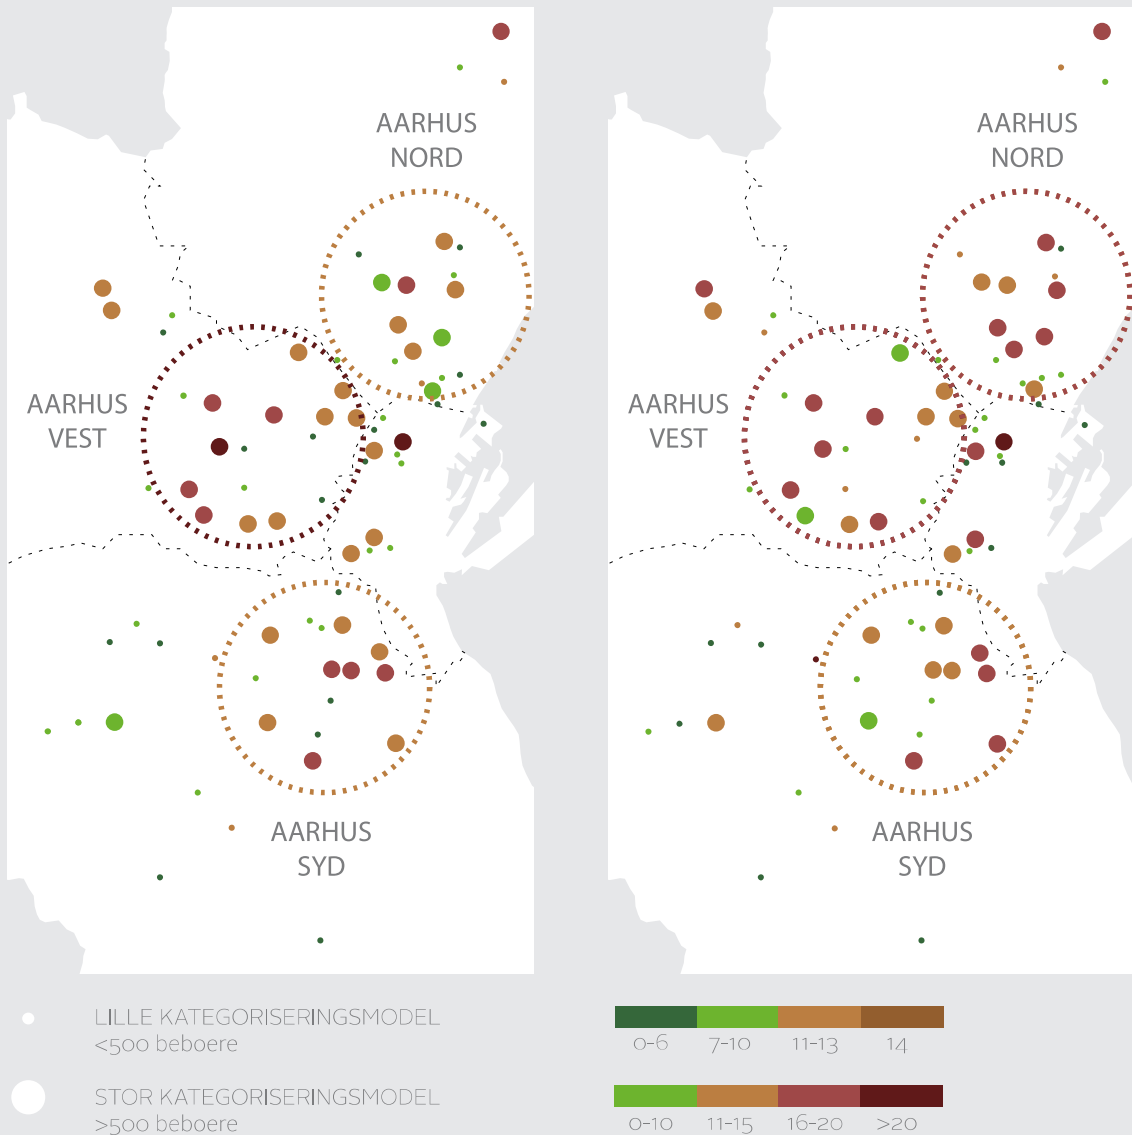 AARHUS
NORD
AARHUS
VEST
AARHUS
SYD
AARHUS
NORD
AARHUS
VEST
AARHUS
SYD
LILLE KATEGORISERINGSMODEL
<500 beboere
0-6 7-10 11-13 14
STOR KATEGORISERINGSMODEL
>500 beboere
0-10 11-15 16-20 >20